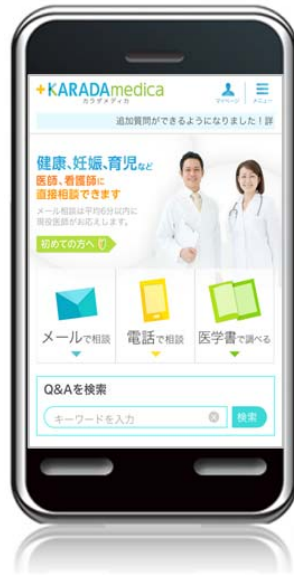 +KARADAmedica
カラダメディカ
マイページ
メニュー
追加質問ができるようになりました！詳
健康、妊娠、育児など
医師、看護師に
直接相談できます
メール相談は平均6分以内に
現役医師がお応えします。
初めての方へ
メールで相談
電話で相談
医学書で調べる
Q&Aを検索
キーワードを入力
検索